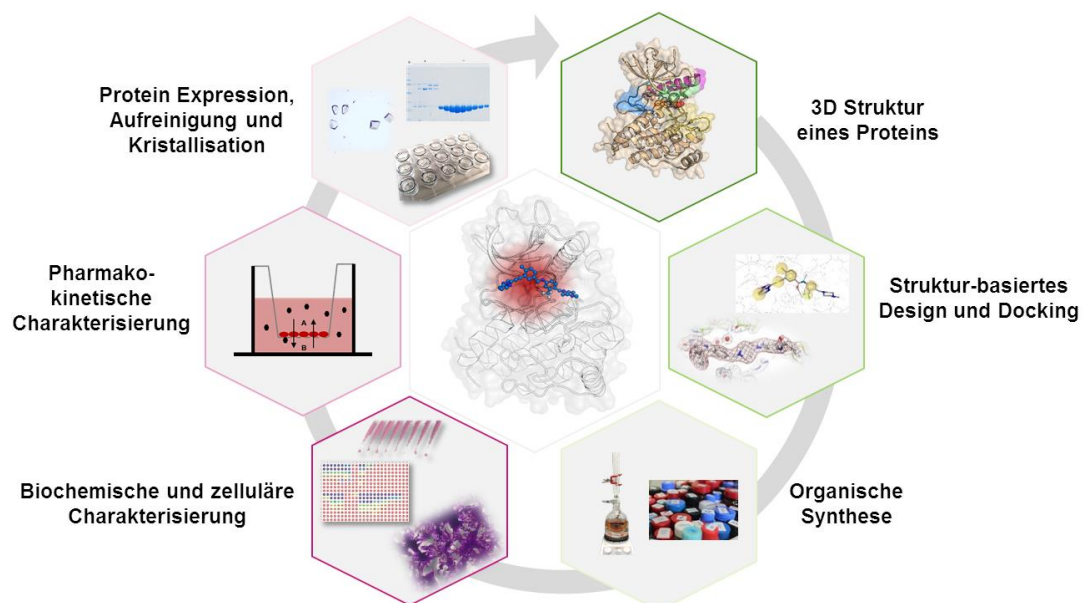 Protein Expression,
Aufreinigung und
Kristallisation
3D Struktur
eines Proteins
Pharmako-
kinetische
Charakterisierung
A
B
Struktur-basiertes
Design und Docking
Biochemische und zelluläre
Charakterisierung
Organische
Synthese